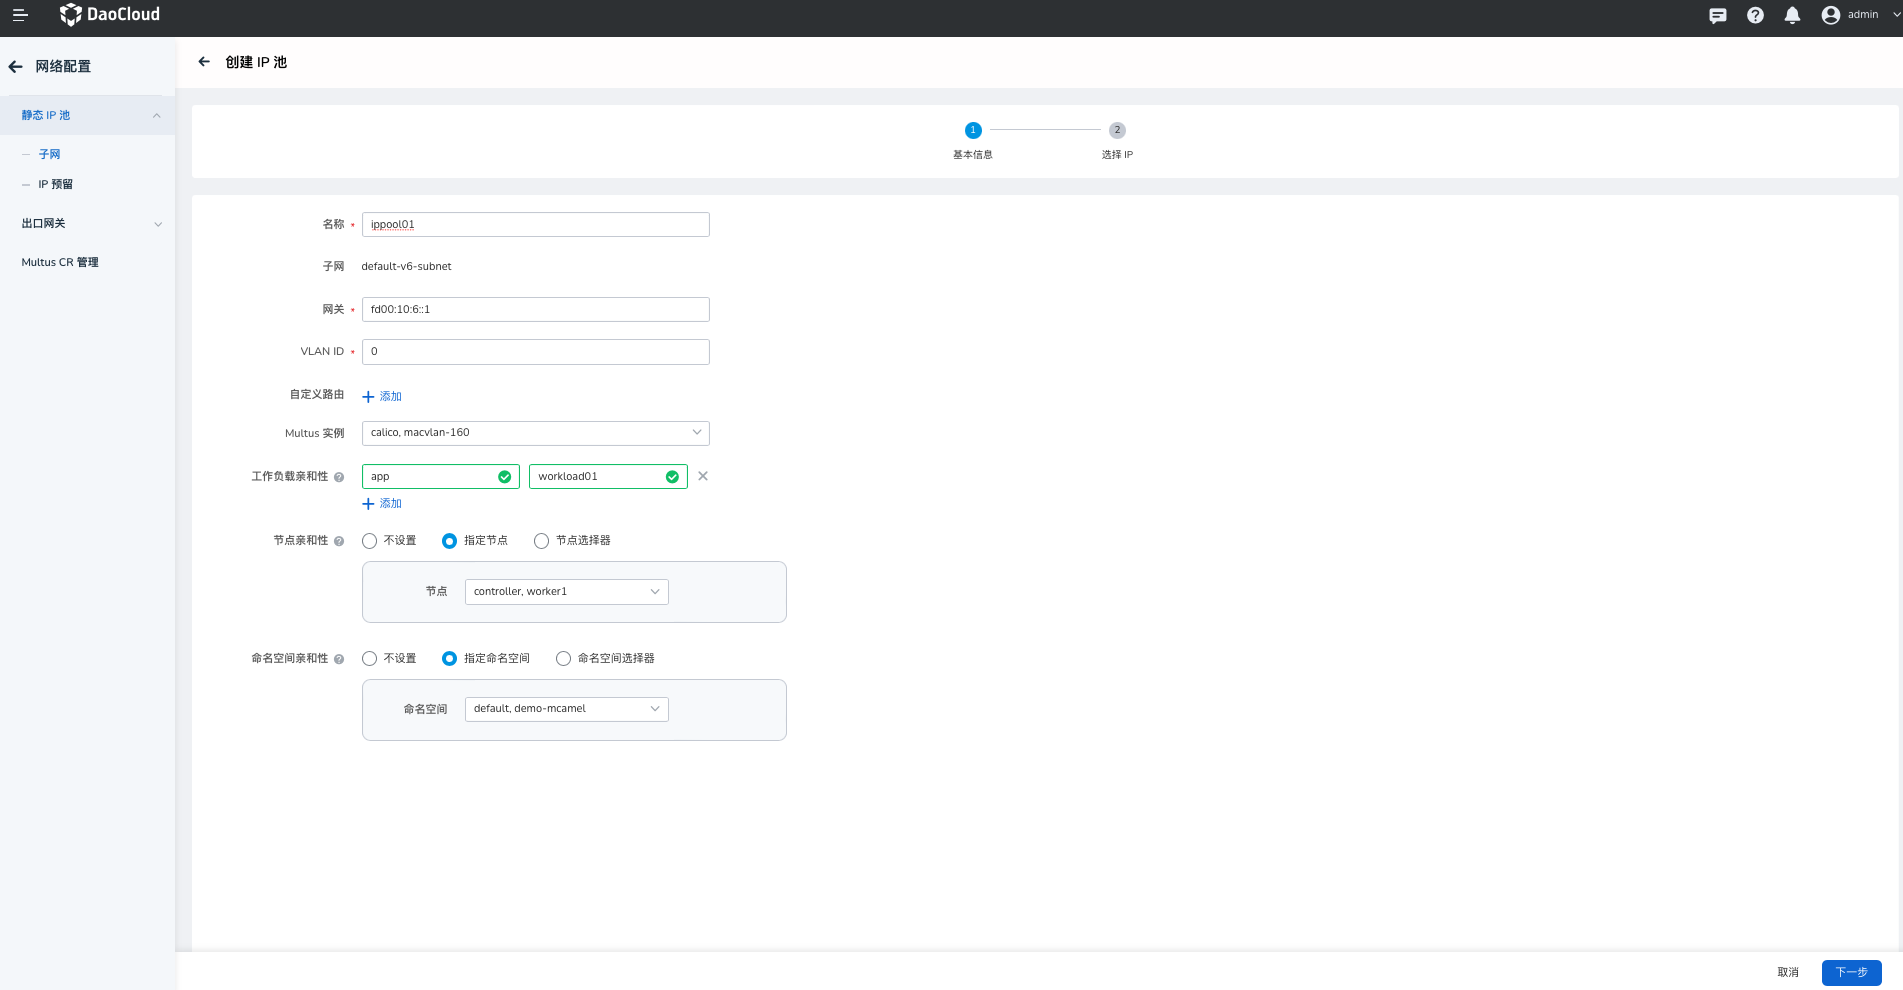 DaoCloud
admin
网络配置
静态 IP 池
子网
IP 预留
出口网关
Multus CR 管理
创建 IP 池
1
2
基本信息
选择 IP
名称 * ippool01
子网 default-v6-subnet
网关 * fd00:10:6::1
VLAN ID * 0
自定义路由 + 添加
Multus 实例 calico, macvlan-160
工作负载亲和性 ? app workload01
+ 添加
节点亲和性 ? 不设置 指定节点 节点选择器
节点 controller, worker1
命名空间亲和性 ? 不设置 指定命名空间 命名空间选择器
命名空间 default, demo-mcamel
取消 下一步